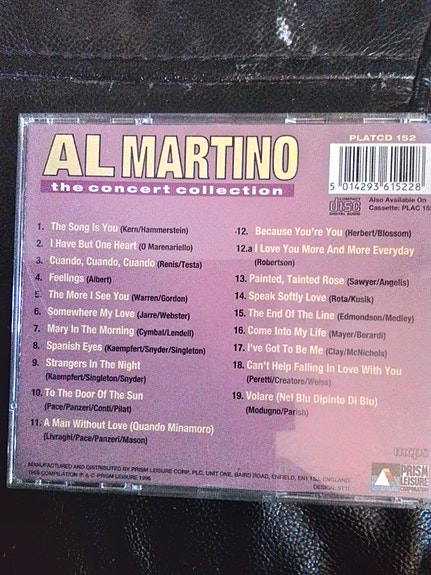 AL MARTINO
the concert collection
PLATCD 152
5 014293 615228
COMPACT
disc
DIGITAL AUDIO
Also Available On
Cassette: PLAC 152
1. The Song Is You (Kern/Hammerstein)
2. I Have But One Heart (O Marenariello)
3. Cuando, Cuando, Cuando (Renis/Testa)
4. Feelings (Albert)
5. The More I See You (Warren/Gordon)
6. Somewhere My Love (Jarre/Webster)
7. Mary In The Morning (Cymbal/Lendell)
8. Spanish Eyes (Kaempfert/Snyder/Singleton)
9. Strangers In The Night
(Kaempfert/Singleton/Snyder)
10. To The Door Of The Sun
(Pace/Panzeri/Conti/Pilat)
11. A Man Without Love (Quando Minamoro)
(Livraghi/Pace/Panzeri/Mason)
12. Because You're You (Herbert/Blossom)
12.a I Love You More And More Everyday
(Robertson)
13. Painted, Tainted Rose (Sawyer/Angelis)
14. Speak Softly Love (Rota/Kusik)
15. The End Of The Line (Edmondson/Medley)
16. Come Into My Life (Mayer/Berardi)
17. I've Got To Be Me (Clay/McNichols)
18. Can't Help Falling In Love With You
(Peretti/Creatore/Weiss)
19. Volare (Nel Blu Dipinto Di Blu)
(Modugno/Parish)
MANUFACTURED AND DISTRIBUTED BY PRISM LEISURE CORP. PLC, UNIT ONE, BAIRD ROAD, ENFIELD, EN1 1SJ, ENGLAND.
THIS COMPILATION ℗ & © PRISM LEISURE 1996
mcps
PRISM
LEISURE
CORPORATION